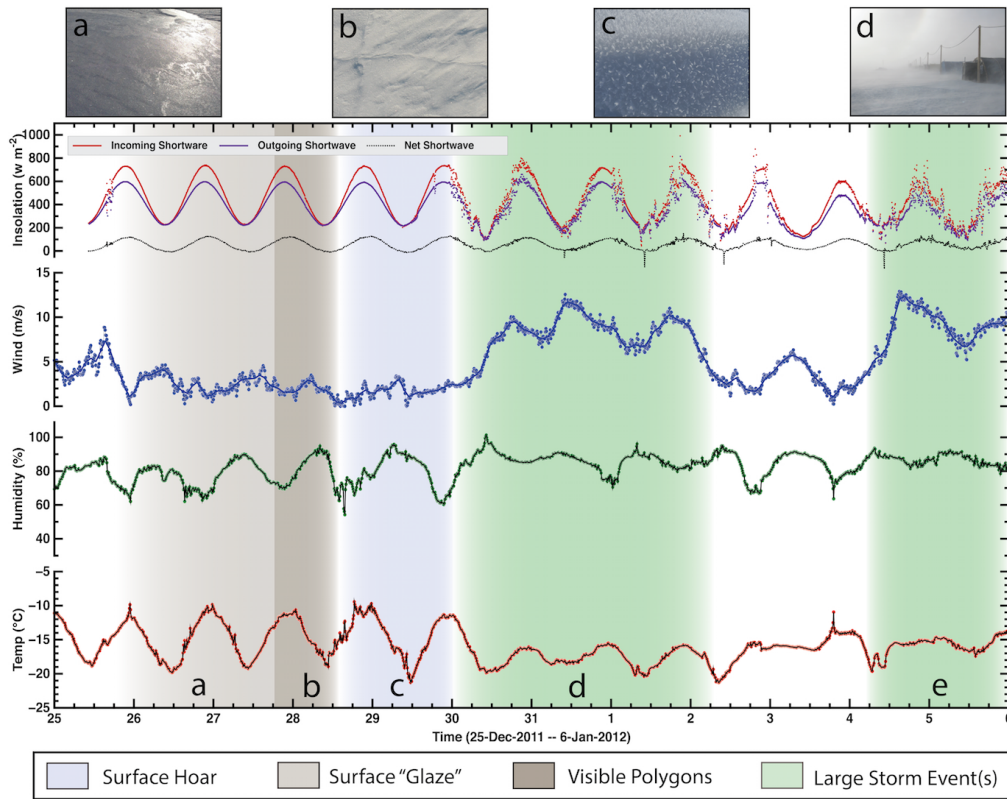 a
b
c
d
Incoming Shortware
Outgoing Shortwave
Net Shortwave
Insolation (w m-2)
1000
800
600
400
200
0
Wind (m/s)
15
10
5
0
Humidity (%)
100
80
60
40
Temp (°C)
−5
−10
−15
−20
−25
a
b
c
d
e
25 26 27 28 29 30 31 1 2 3 4 5 6
Time (25-Dec-2011 -- 6-Jan-2012)
Surface Hoar
Surface “Glaze”
Visible Polygons
Large Storm Event(s)